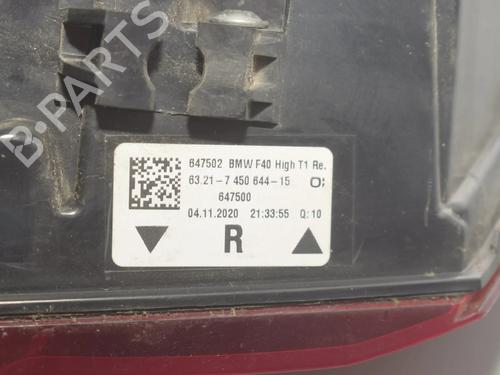 B-PARTS
647502 BMW F40 High T1 Re.
63.21-7 450 644-15
647500
04.11.2020 21:33:55 Q:10
R